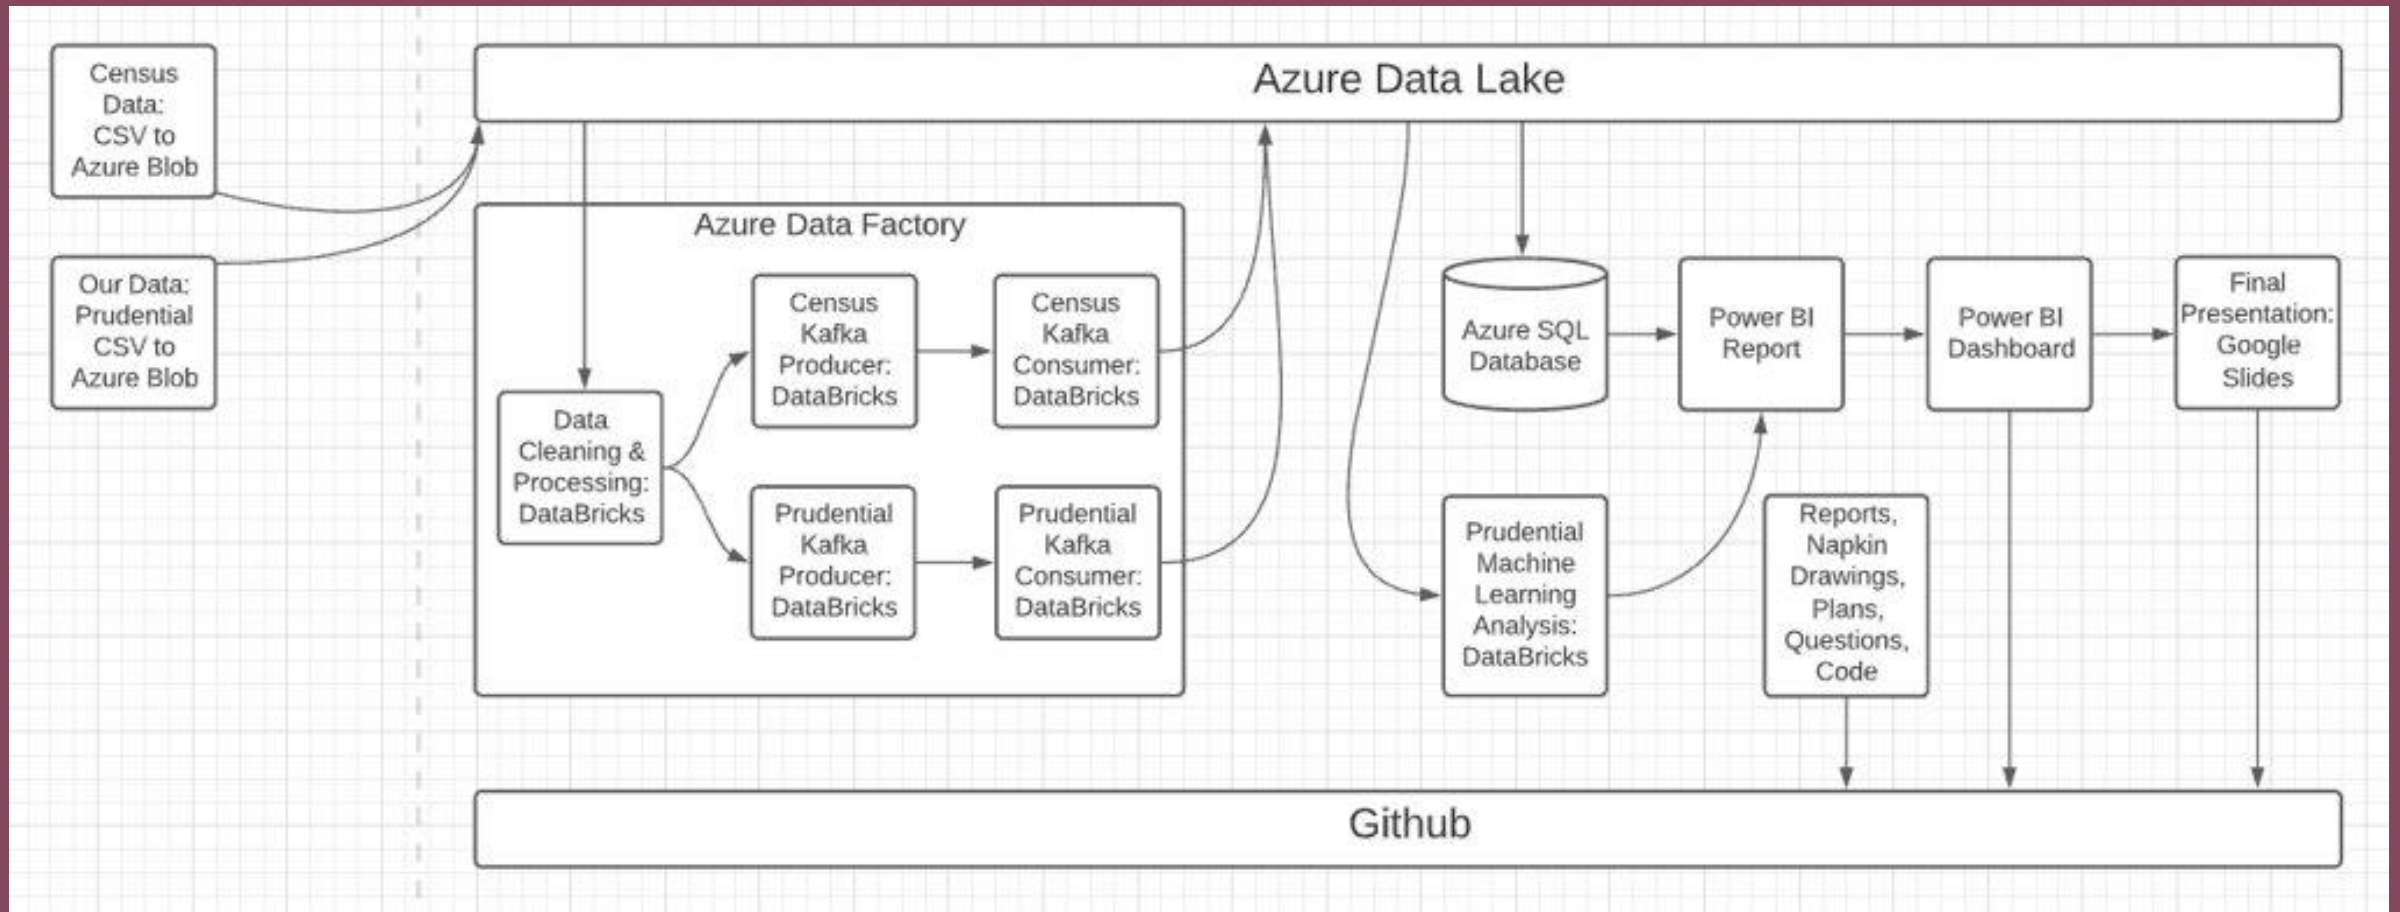 Census
Data:
CSV to
Azure Blob
Our Data:
Prudential
CSV to
Azure Blob
Azure Data Lake
Azure Data Factory
Data
Cleaning &
Processing:
DataBricks
Census
Kafka
Producer:
DataBricks
Census
Kafka
Consumer:
DataBricks
Prudential
Kafka
Producer:
DataBricks
Prudential
Kafka
Consumer:
DataBricks
Azure SQL
Database
Power BI
Report
Power BI
Dashboard
Final
Presentation:
Google
Slides
Prudential
Machine
Learning
Analysis:
DataBricks
Reports,
Napkin
Drawings,
Plans,
Questions,
Code
Github